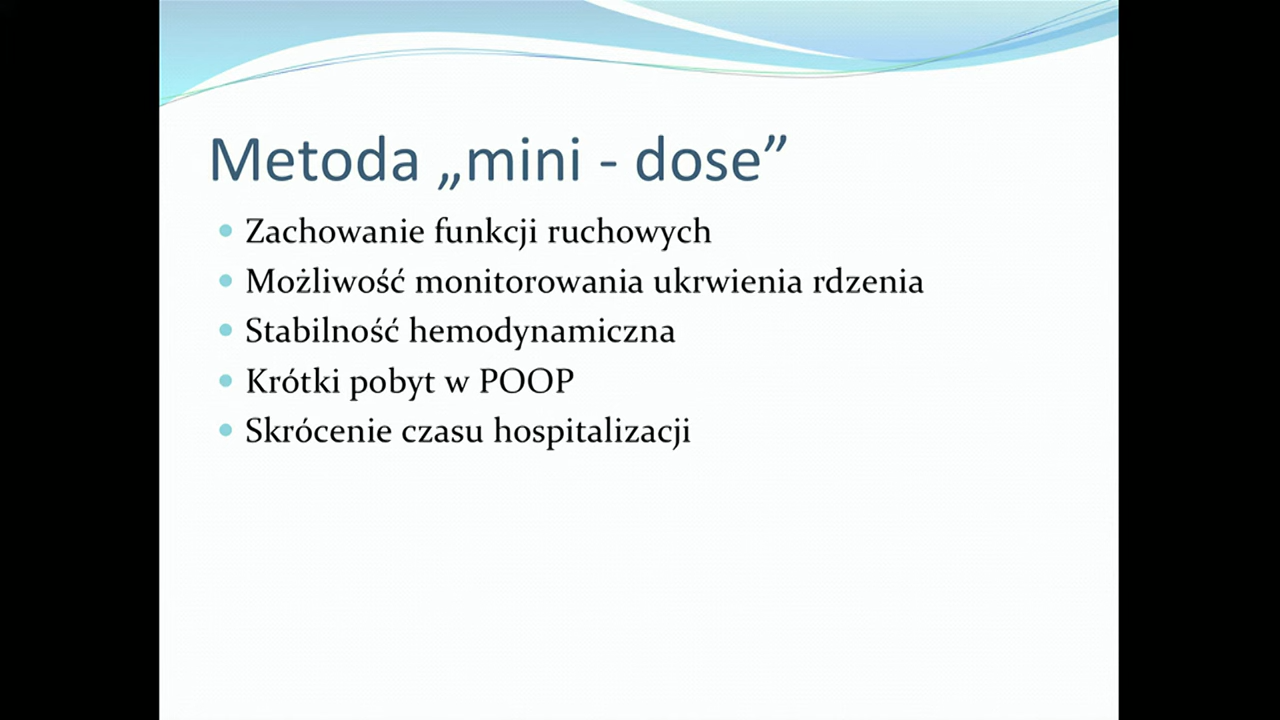 Metoda „mini - dose”
Zachowanie funkcji ruchowych
Możliwość monitorowania ukrwienia rdzenia
Stabilność hemodynamiczna
Krótki pobyt w POOP
Skrócenie czasu hospitalizacji